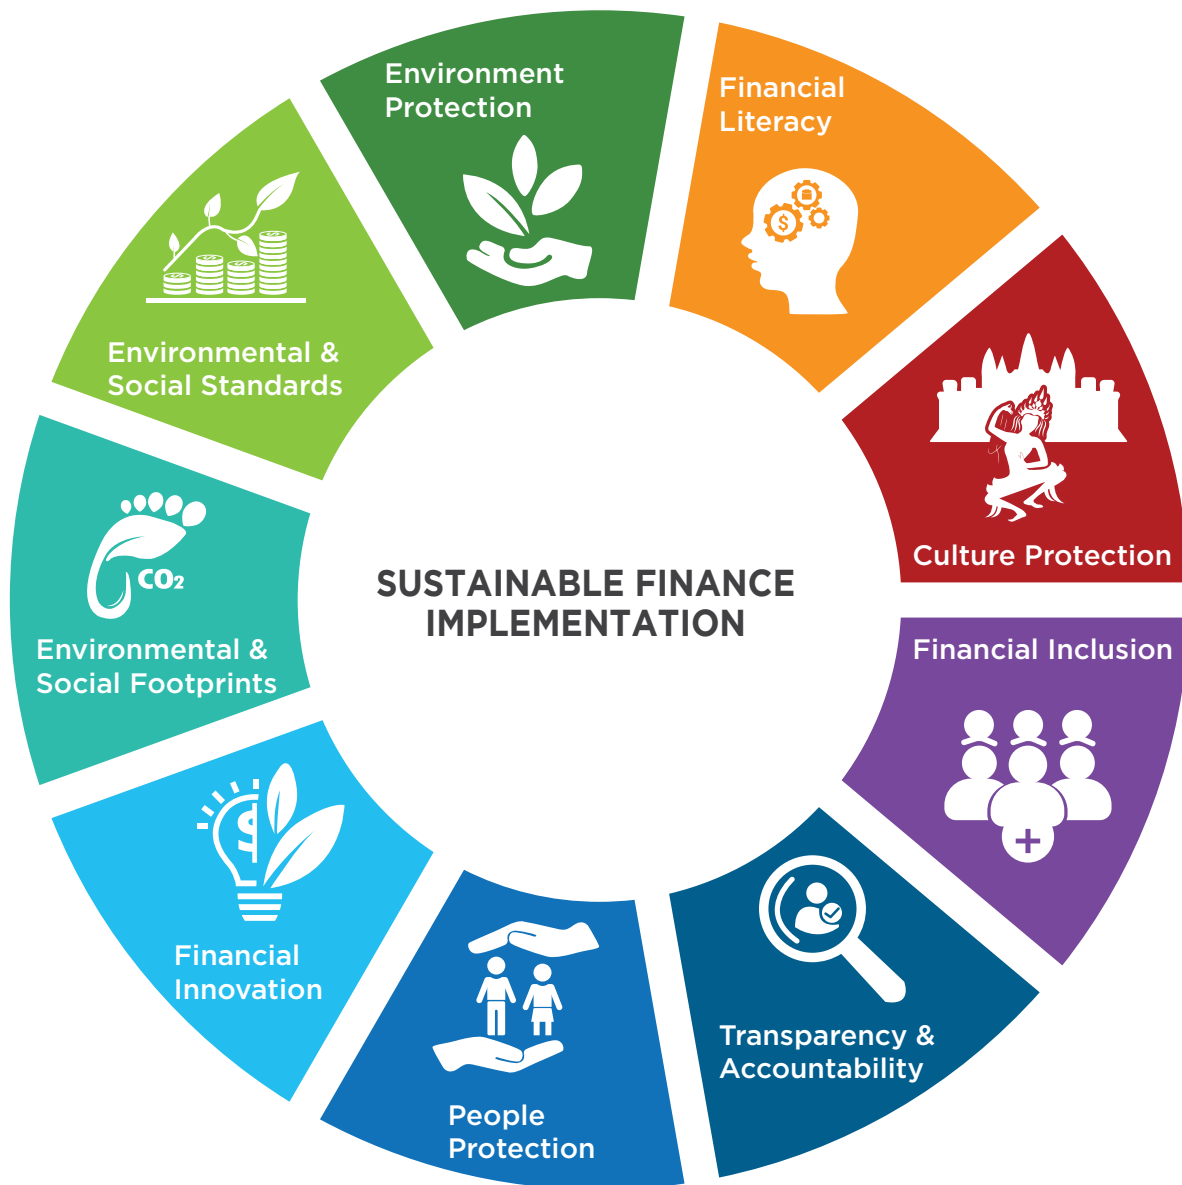 Environment
Protection
Financial
Literacy
Culture Protection
Financial Inclusion
Transparency &
Accountability
People
Protection
Financial
Innovation
$
Environmental &
Social Footprints
CO₂
Environmental &
Social Standards
SUSTAINABLE FINANCE
IMPLEMENTATION
$